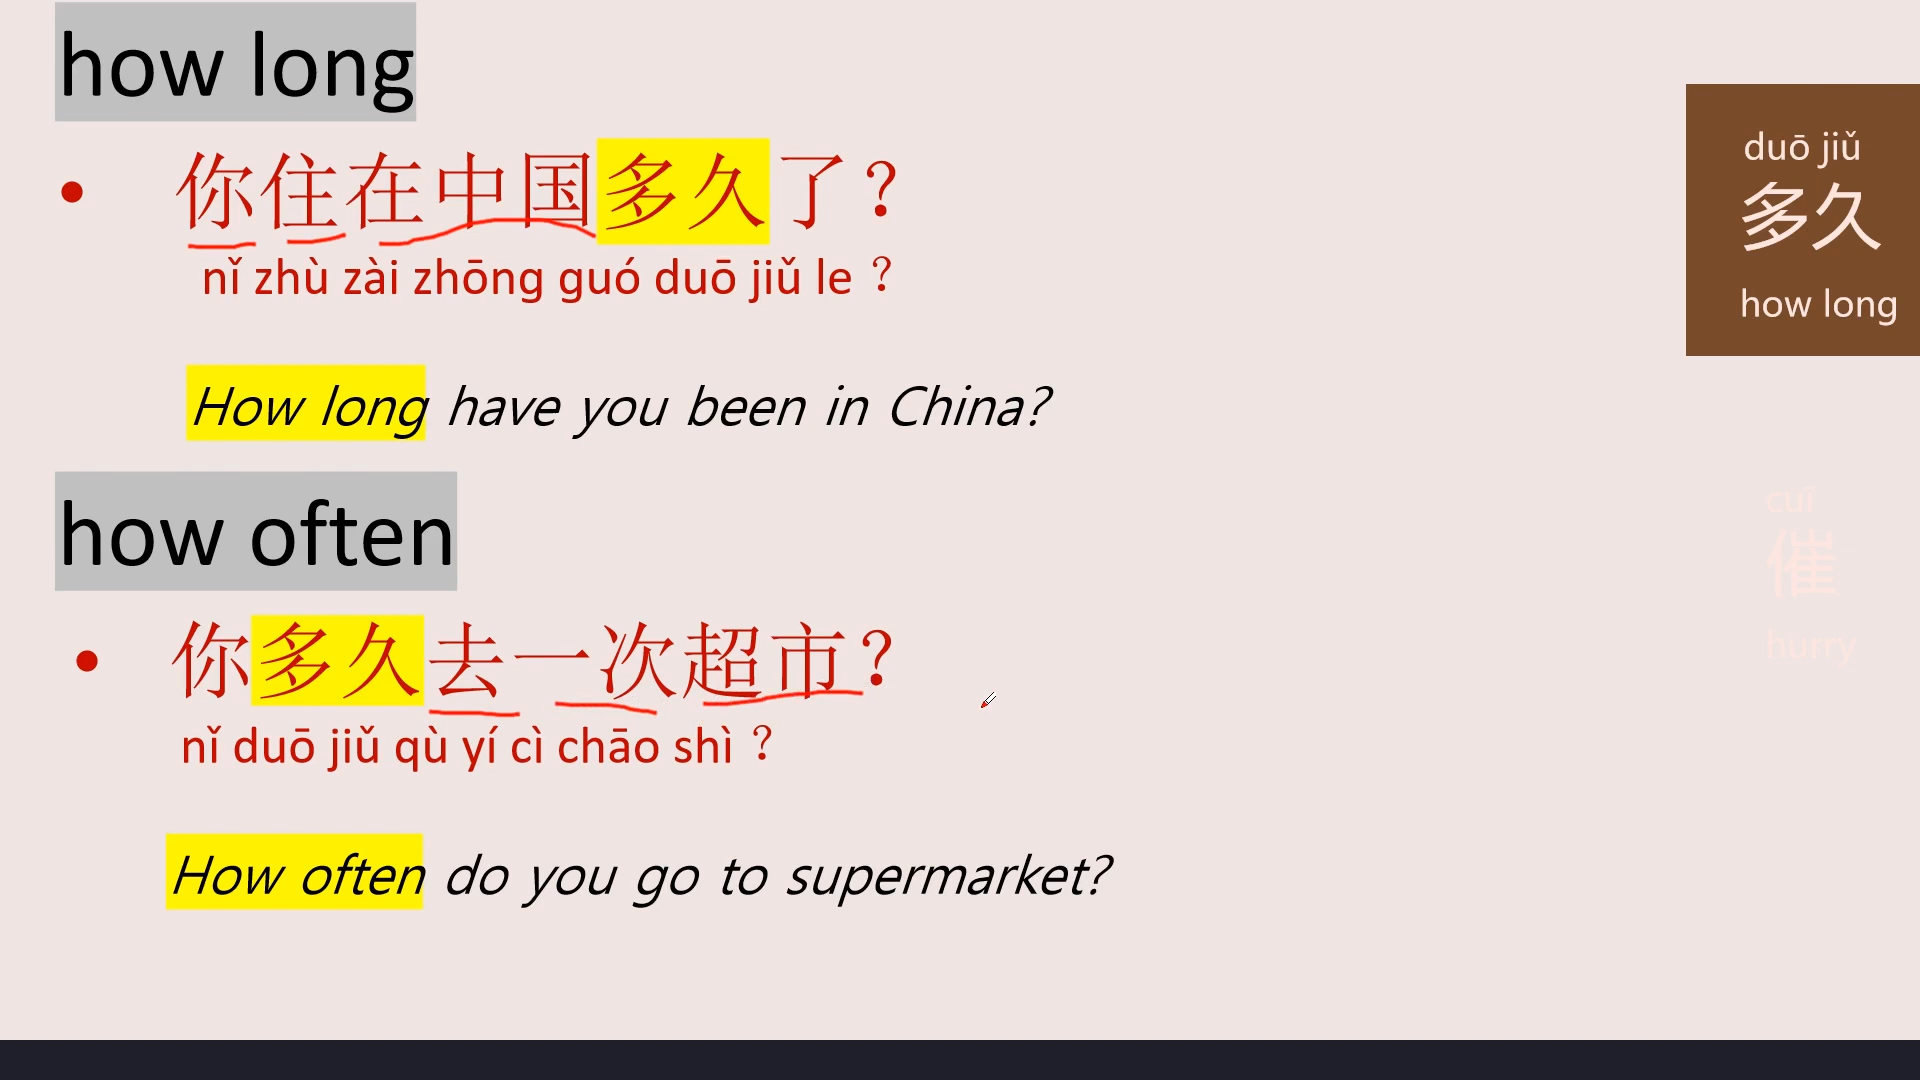 how long
• 你住在中国多久了？
nǐ zhù zài zhōng guó duō jiǔ le ？
How long have you been in China?
how often
• 你多久去一次超市？
nǐ duō jiǔ qù yí cì chāo shì ？
How often do you go to supermarket?
duō jiǔ
多久
how long
cuī
催
hurry